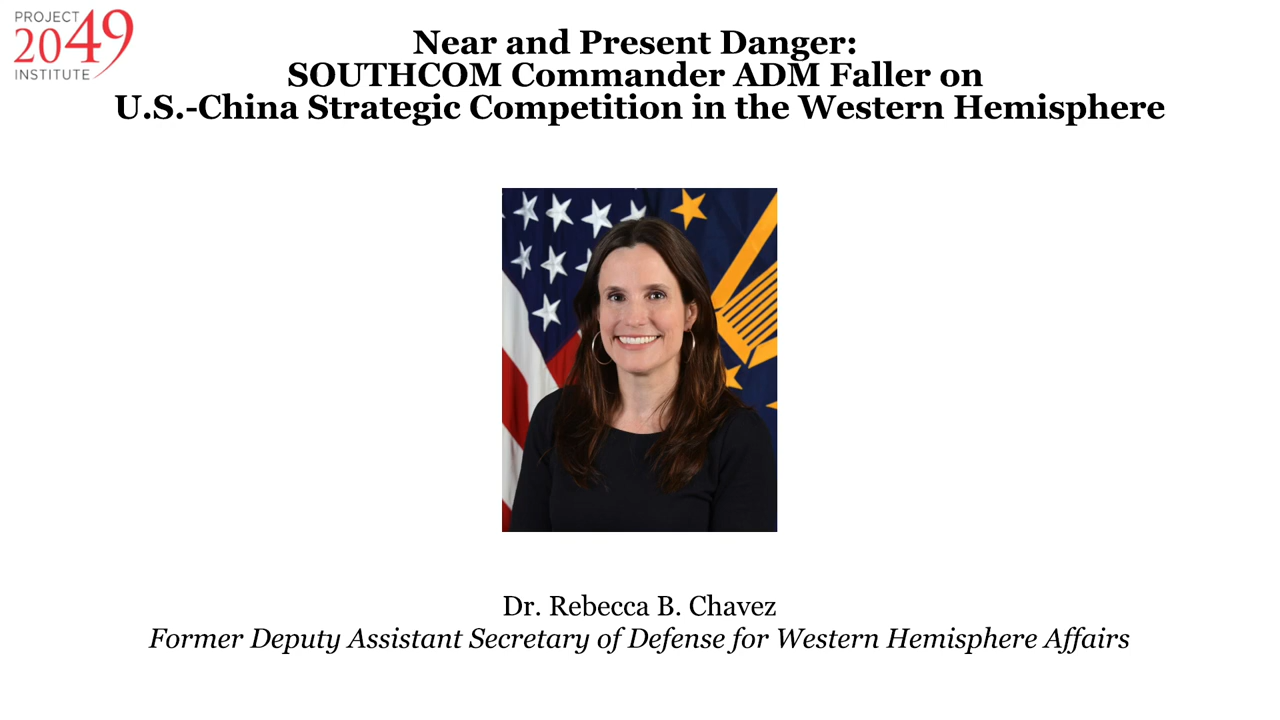 PROJECT
2049
INSTITUTE
Near and Present Danger:
SOUTHCOM Commander ADM Faller on
U.S.-China Strategic Competition in the Western Hemisphere
Dr. Rebecca B. Chavez
Former Deputy Assistant Secretary of Defense for Western Hemisphere Affairs